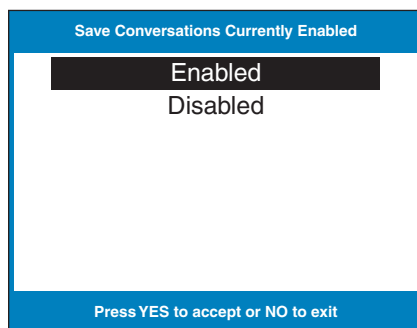 Save Conversations Currently Enabled
Enabled
Disabled
Press YES to accept or NO to exit